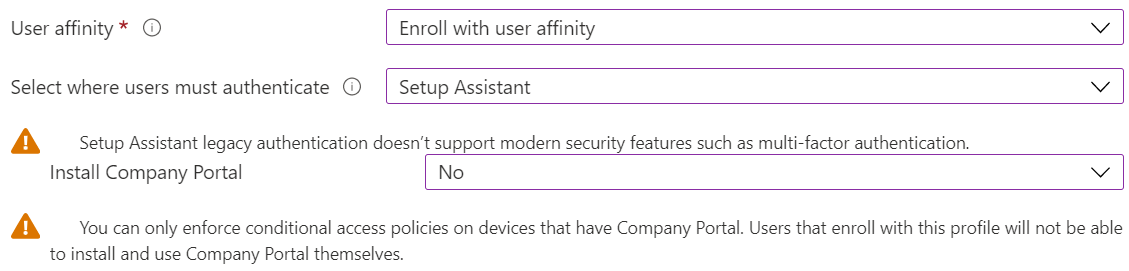 User affinity * Enroll with user affinity
Select where users must authenticate Setup Assistant
Setup Assistant legacy authentication doesn't support modern security features such as multi-factor authentication.
Install Company Portal No
You can only enforce conditional access policies on devices that have Company Portal. Users that enroll with this profile will not be able
to install and use Company Portal themselves.